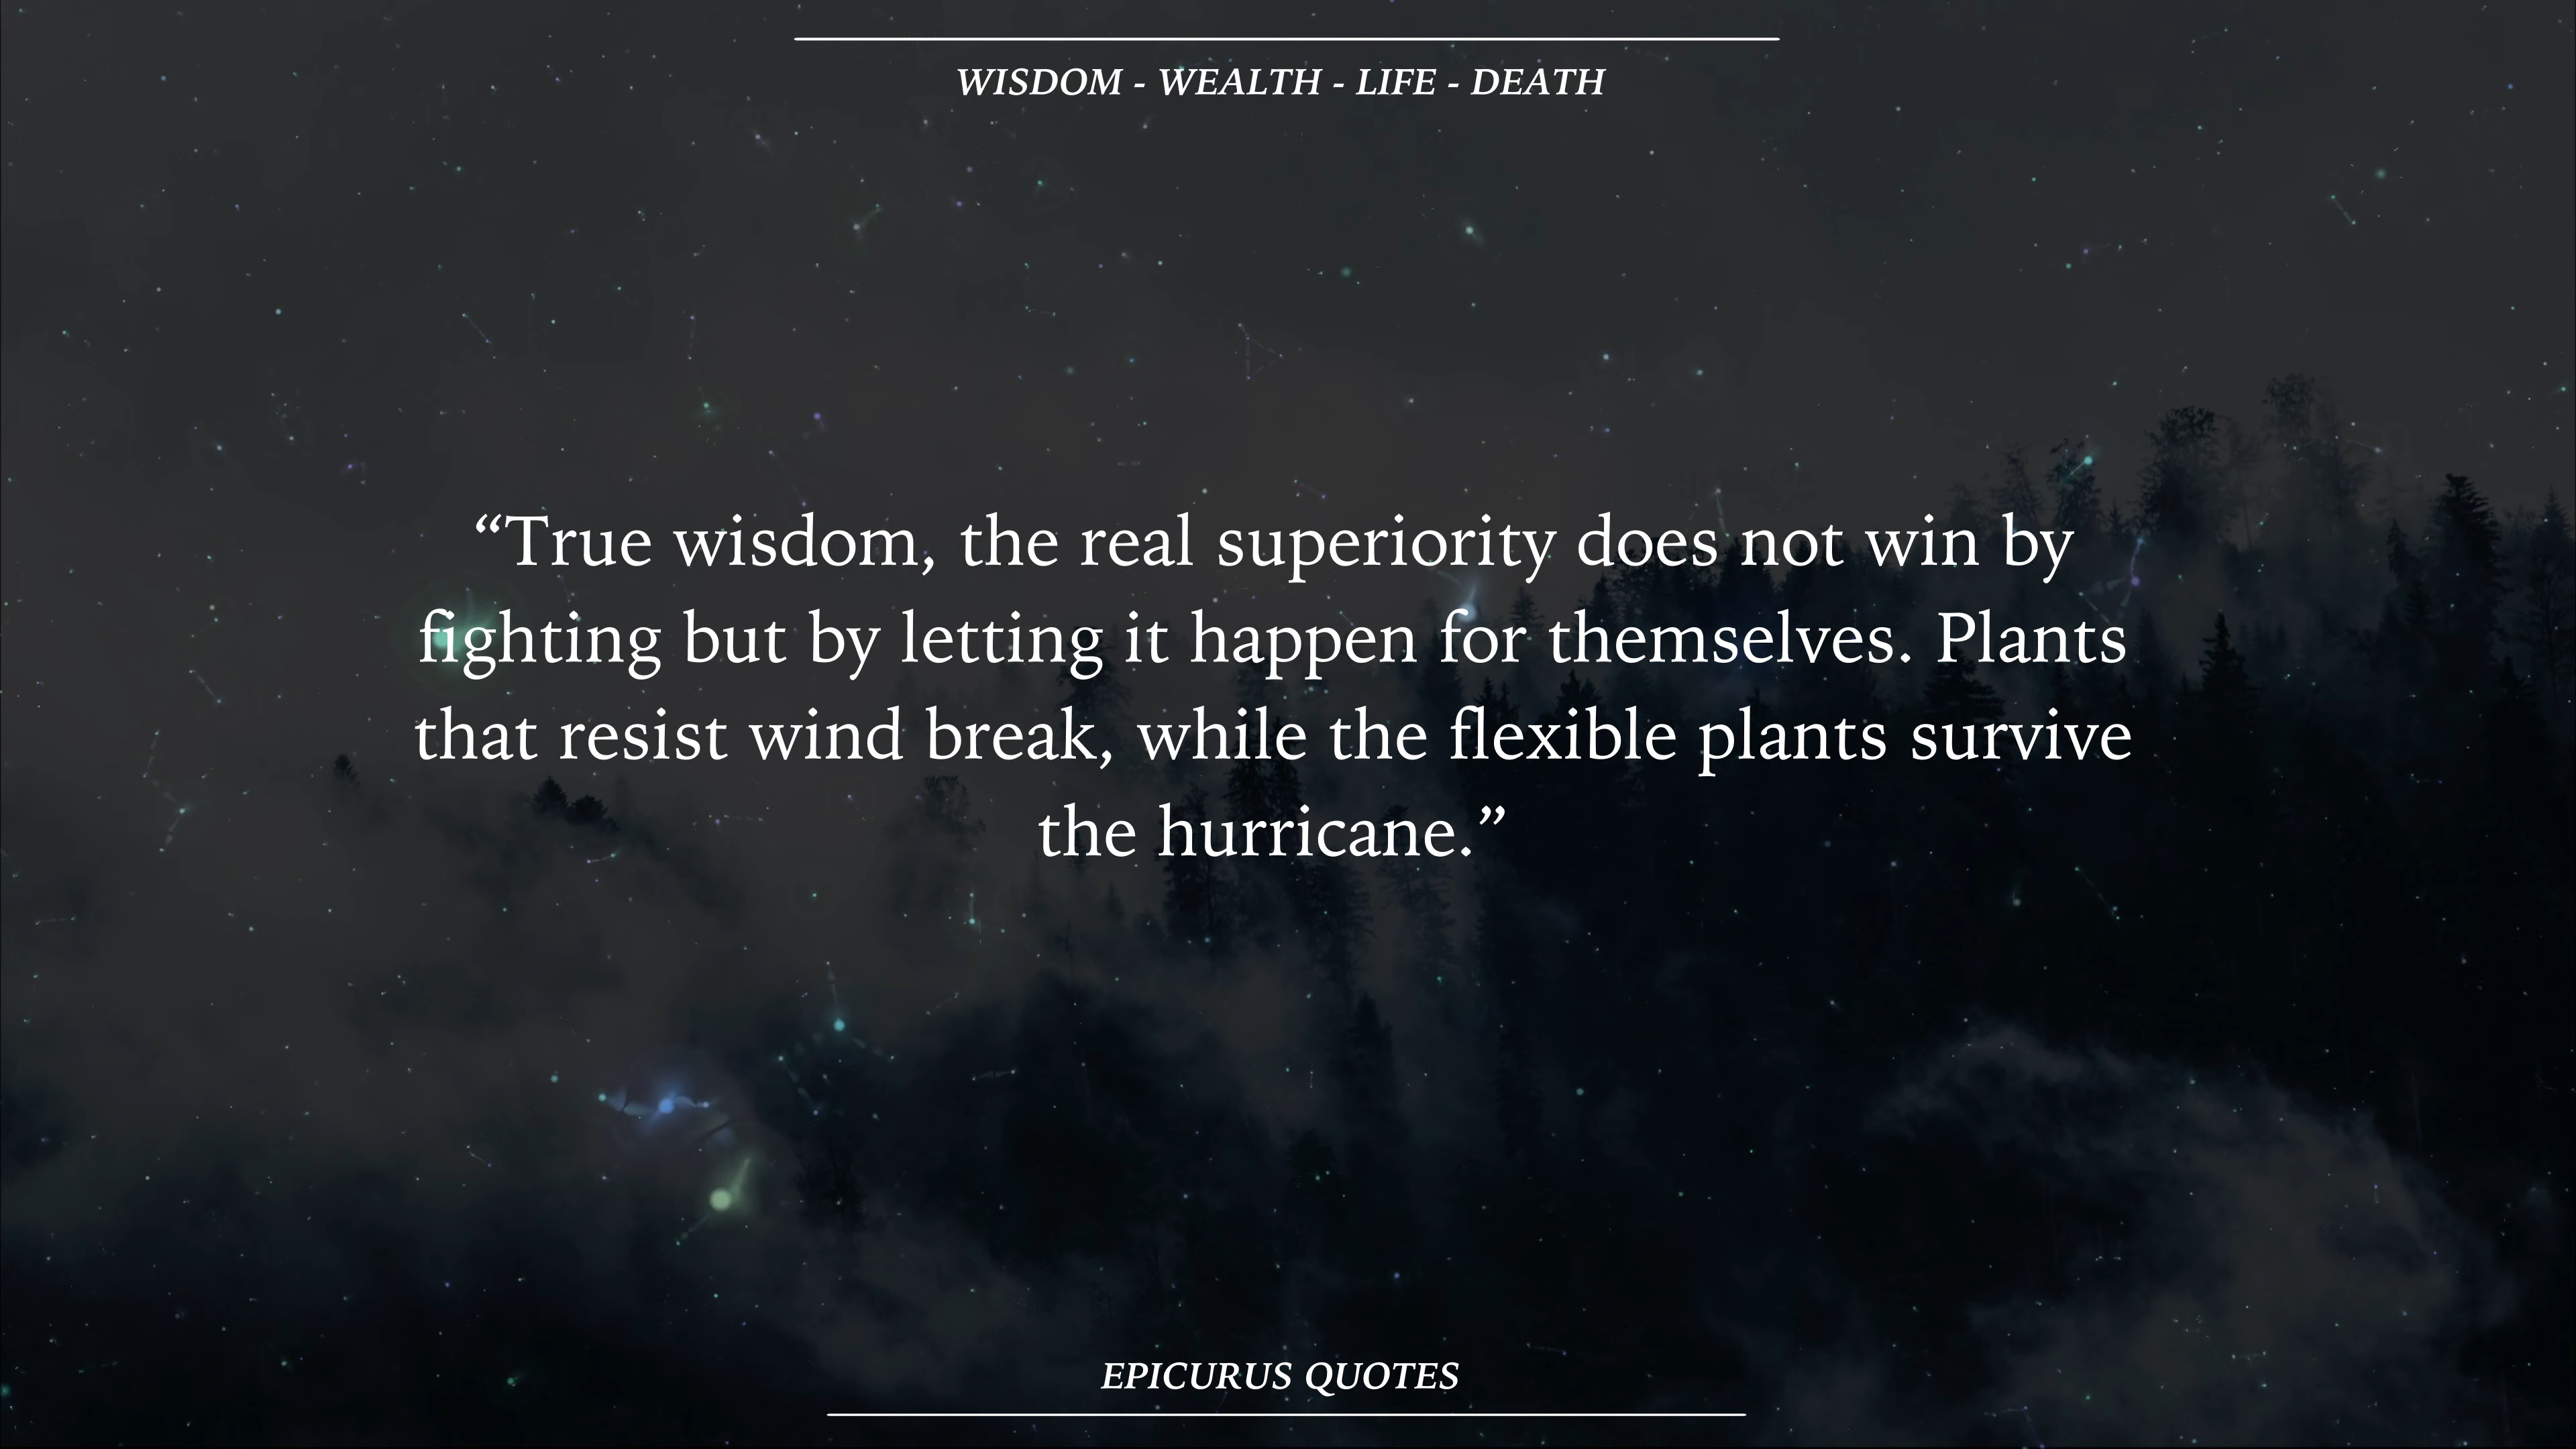 WISDOM - WEALTH - LIFE - DEATH
“True wisdom, the real superiority does not win by
fighting but by letting it happen for themselves. Plants
that resist wind break, while the flexible plants survive
the hurricane.”
EPICURUS QUOTES